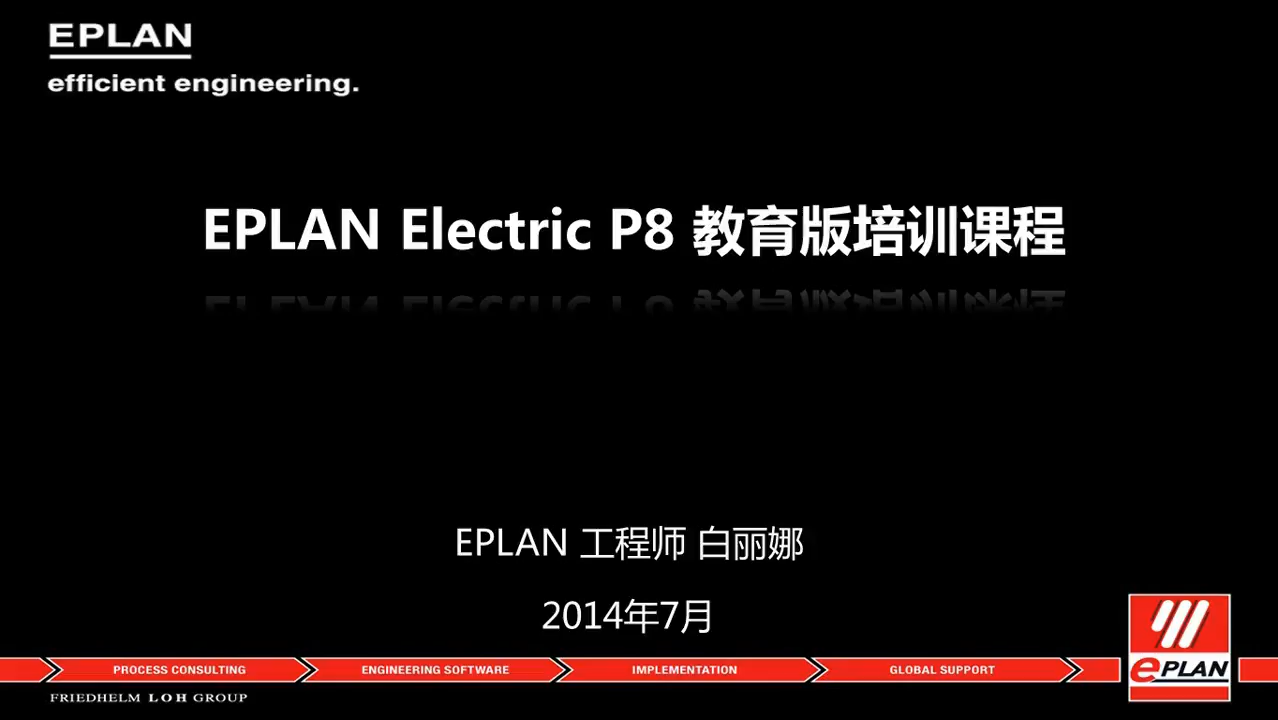 EPLAN
efficient engineering.
EPLAN Electric P8 教育版培训课程
EPLAN 工程师 白丽娜
2014年7月
PROCESS CONSULTING ENGINEERING SOFTWARE IMPLEMENTATION GLOBAL SUPPORT
ePLAN
FRIEDHELM LOH GROUP